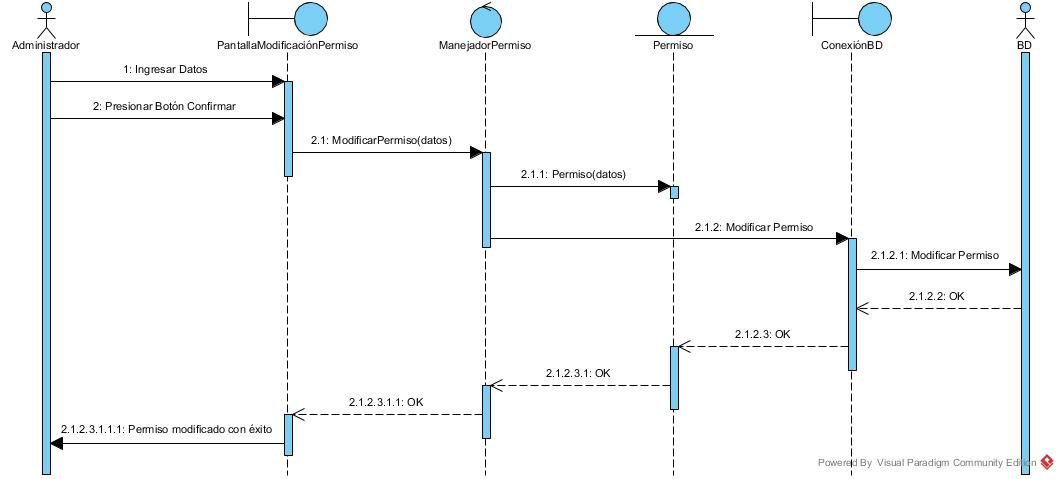 Administrador
PantallaModificaciónPermiso
ManejadorPermiso
Permiso
ConexiónBD
BD
1: Ingresar Datos
2: Presionar Botón Confirmar
2.1: ModificarPermiso(datos)
2.1.1: Permiso(datos)
2.1.2: Modificar Permiso
2.1.2.1: Modificar Permiso
2.1.2.2: OK
2.1.2.3: OK
2.1.2.3.1: OK
2.1.2.3.1.1: OK
2.1.2.3.1.1.1: Permiso modificado con éxito
Powered By Visual Paradigm Community Edition